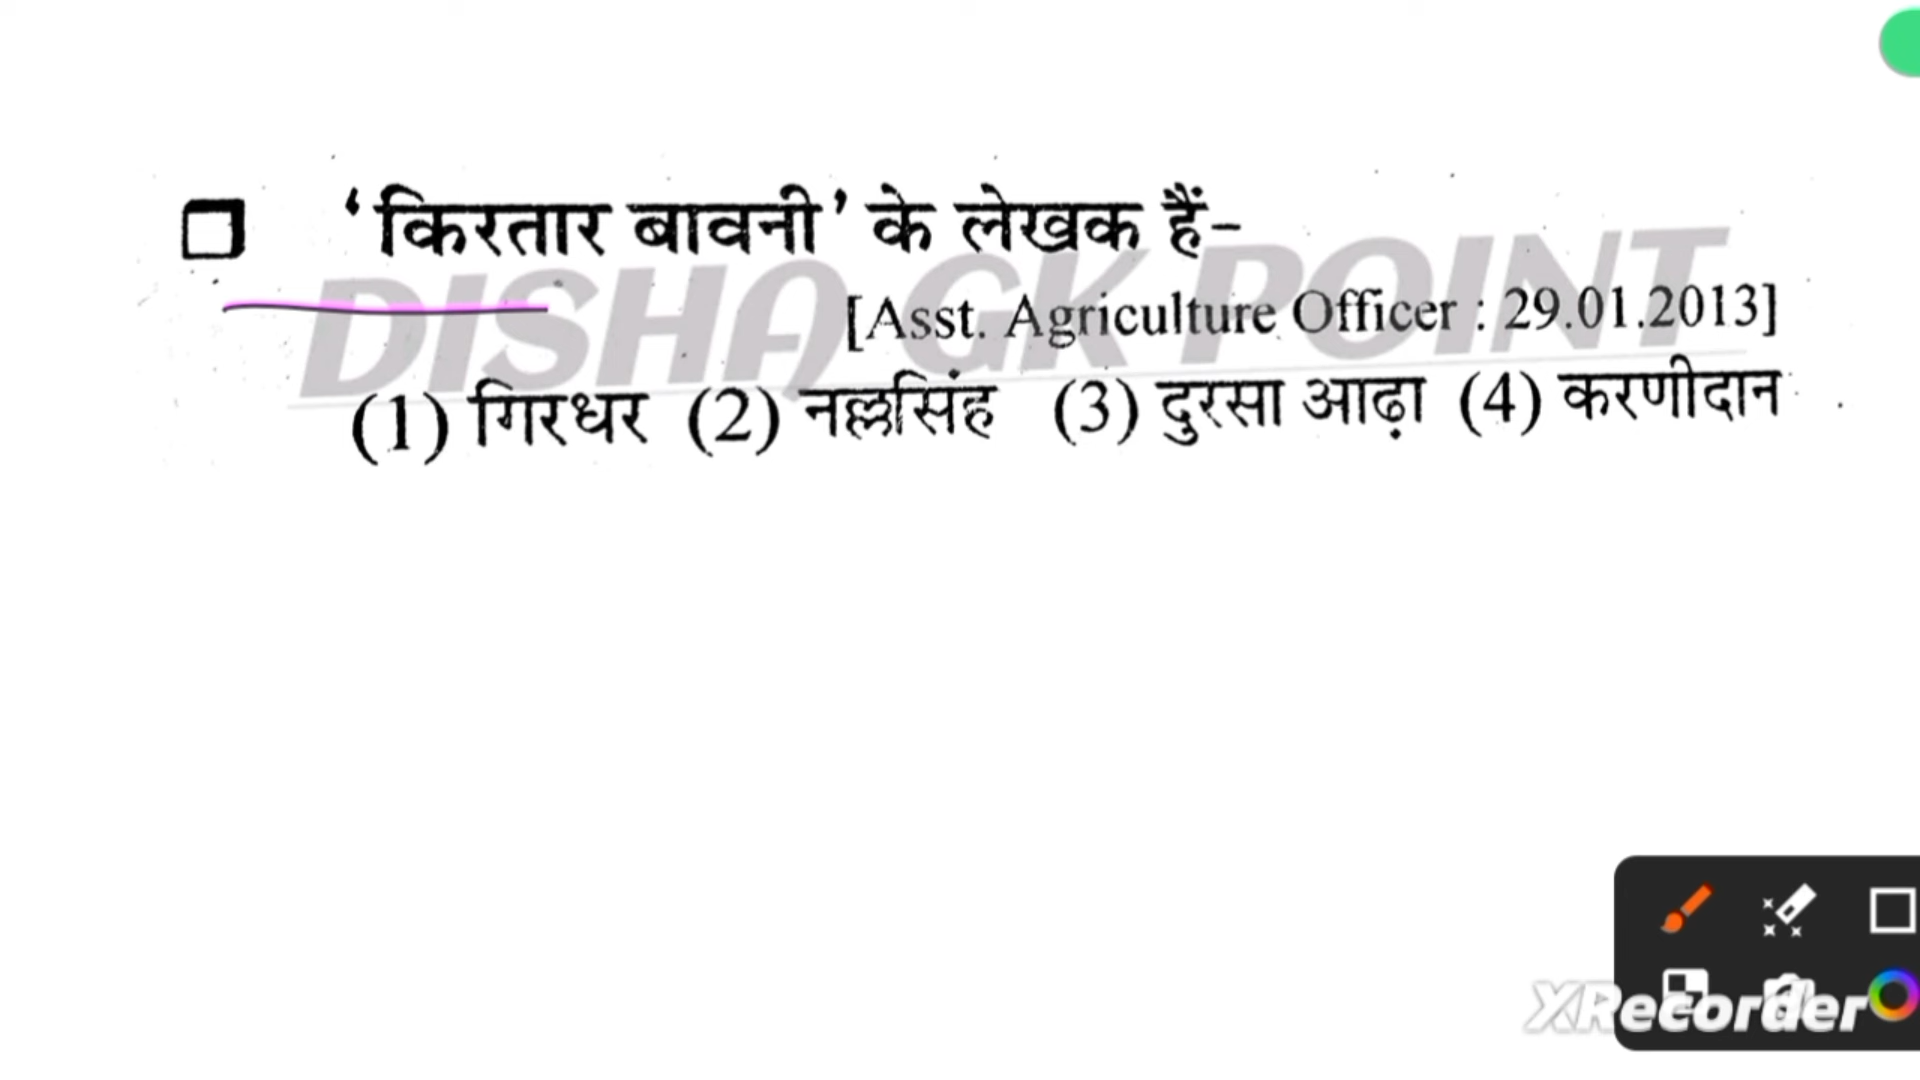 ‘किरतार बावनी’ के लेखक हैं-
DISHA GK POINT
[Asst. Agriculture Officer : 29.01.2013]
(1) गिरधर (2) नल्लसिंह (3) दुरसा आढ़ा (4) करणीदान
XRecorder